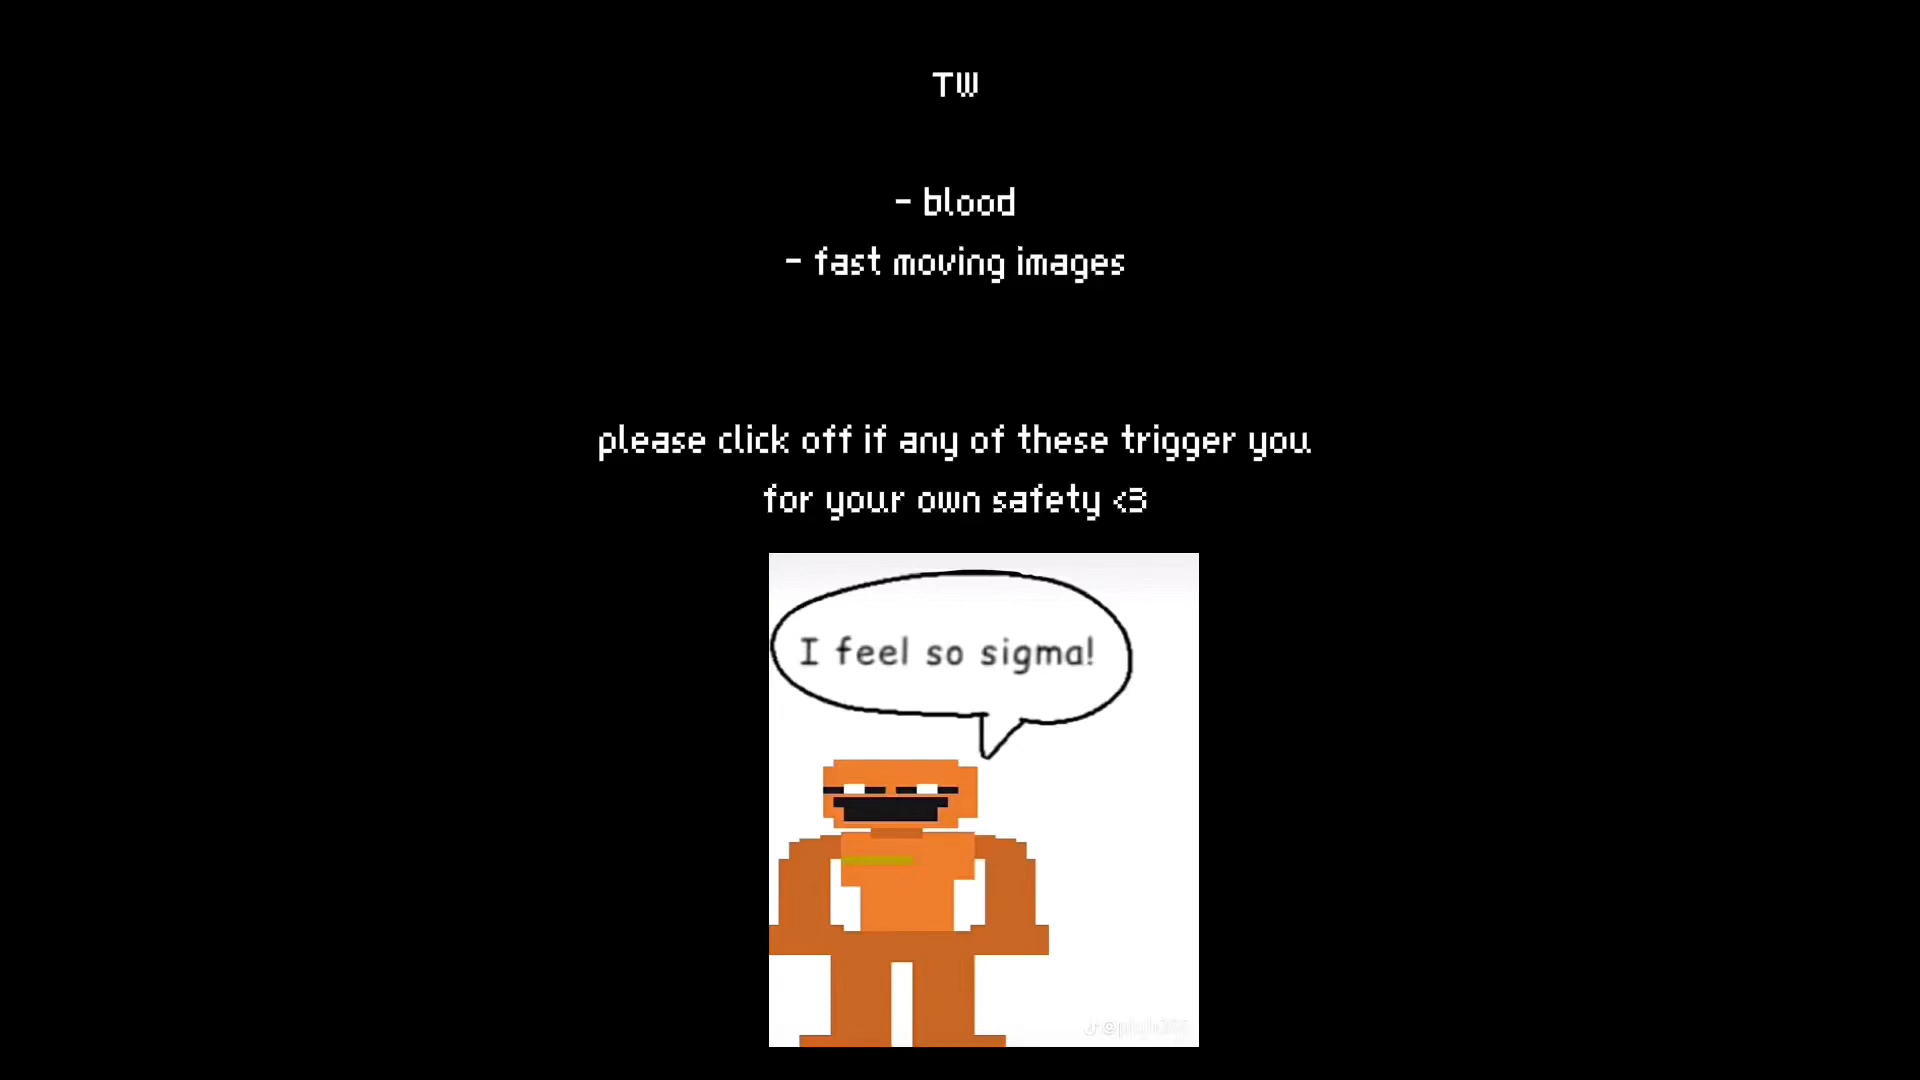 TW
- blood
- fast moving images
please click off if any of these trigger you
for your own safety <3
I feel so sigma!